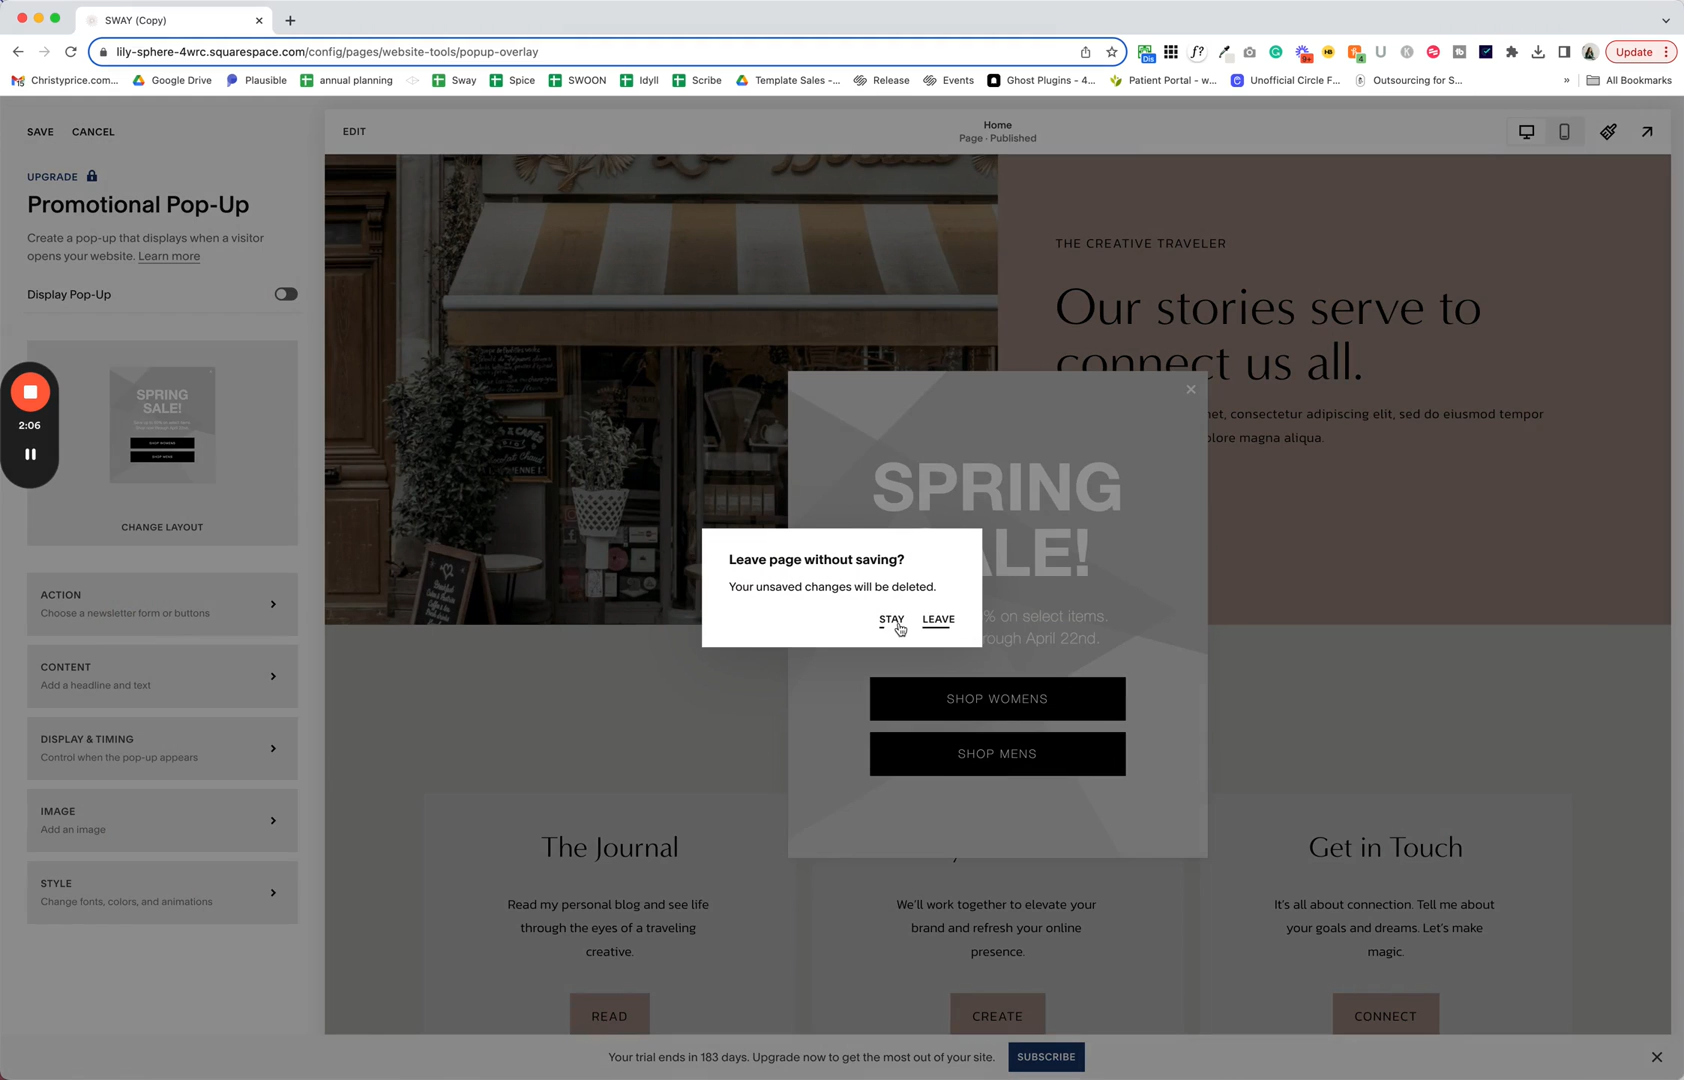 SWAY (Copy)
lily-sphere-4wrc.squarespace.com/config/pages/website-tools/popup-overlay
Update
Christyprice.com...
Google Drive
Plausible
annual planning
Sway
Spice
SWOON
Idyll
Scribe
Template Sales -...
Release
Events
Ghost Plugins - 4...
Patient Portal - w...
Unofficial Circle F...
Outsourcing for S...
»
All Bookmarks
SAVE
CANCEL
EDIT
Home
Page · Published
UPGRADE
Promotional Pop-Up
Create a pop-up that displays when a visitor
opens your website. Learn more
Display Pop-Up
SPRING
SALE!
SHOP WOMENS
SHOP MENS
CHANGE LAYOUT
2:06
ACTION
Choose a newsletter form or buttons
CONTENT
Add a headline and text
DISPLAY & TIMING
Control when the pop-up appears
IMAGE
Add an image
STYLE
Change fonts, colors, and animations
THE CREATIVE TRAVELER
Our stories serve to
connect us all.
met, consectetur adipiscing elit, sed do eiusmod tempor
olore magna aliqua.
SPRING
ALE!
% on select items.
rough April 22nd.
SHOP WOMENS
SHOP MENS
Leave page without saving?
Your unsaved changes will be deleted.
STAY
LEAVE
The Journal
Read my personal blog and see life
through the eyes of a traveling
creative.
READ
We'll work together to elevate your
brand and refresh your online
presence.
CREATE
Get in Touch
It's all about connection. Tell me about
your goals and dreams. Let's make
magic.
CONNECT
Your trial ends in 183 days. Upgrade now to get the most out of your site.
SUBSCRIBE